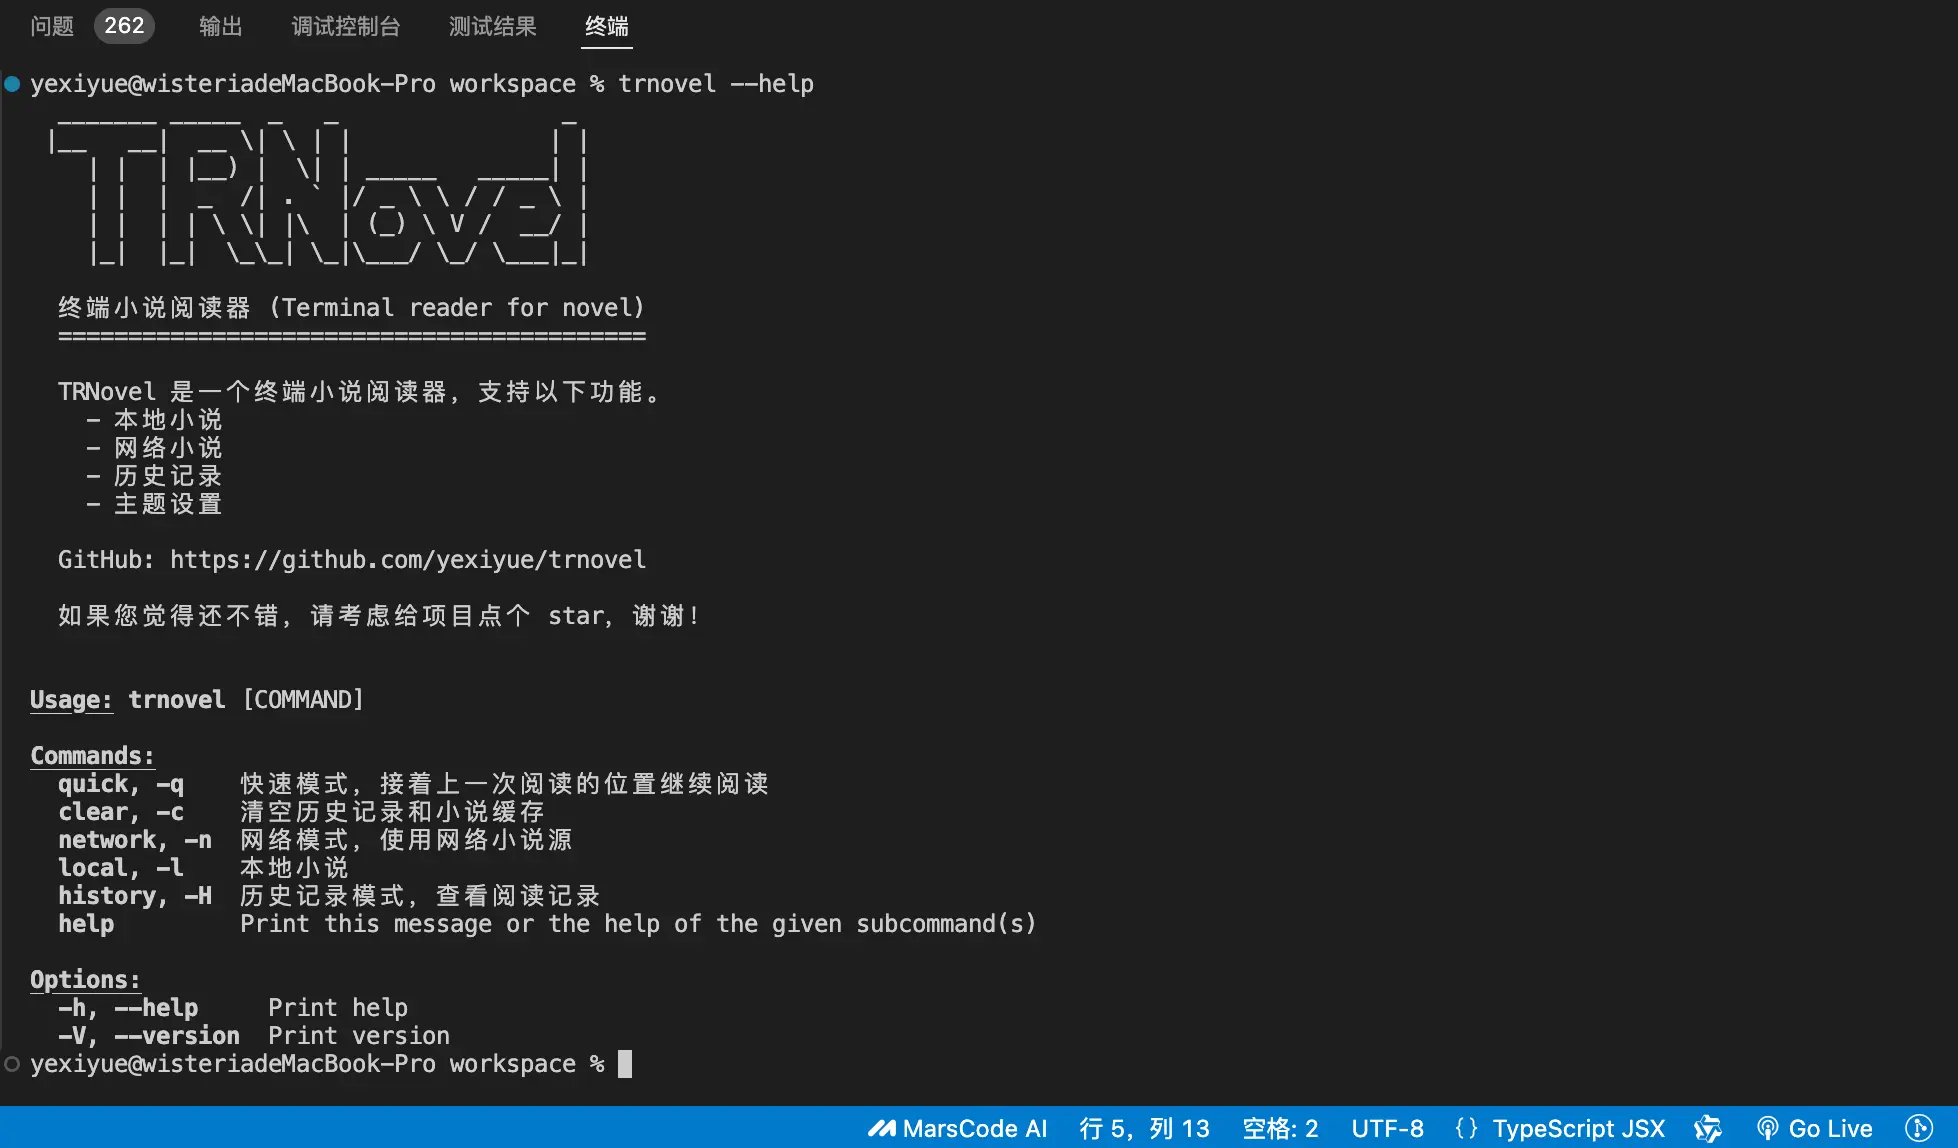 问题 262 输出 调试控制台 测试结果 终端
yexiyue@wisteriadeMacBook-Pro workspace % trnovel --help
TRNovel
终端小说阅读器 (Terminal reader for novel)
==========================================
TRNovel 是一个终端小说阅读器，支持以下功能。
- 本地小说
- 网络小说
- 历史记录
- 主题设置
GitHub: https://github.com/yexiyue/trnovel
如果您觉得还不错，请考虑给项目点个 star，谢谢！
Usage: trnovel [COMMAND]
Commands:
quick, -q 快速模式，接着上一次阅读的位置继续阅读
clear, -c 清空历史记录和小说缓存
network, -n 网络模式，使用网络小说源
local, -l 本地小说
history, -H 历史记录模式，查看阅读记录
help Print this message or the help of the given subcommand(s)
Options:
-h, --help Print help
-V, --version Print version
yexiyue@wisteriadeMacBook-Pro workspace %
MarsCode AI 行 5，列 13 空格: 2 UTF-8 {} TypeScript JSX Go Live